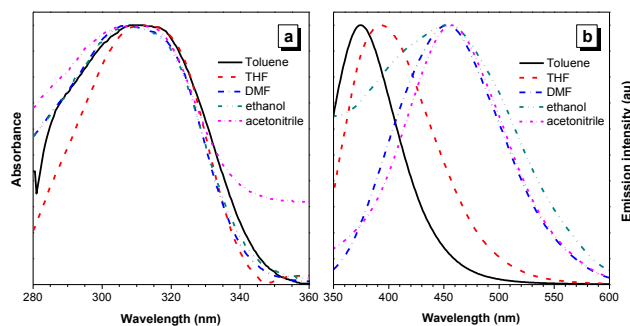 a
b
Toluene
THF
DMF
ethanol
acetonitrile
Toluene
THF
DMF
ethanol
acetonitrile
Absorbance
Emission intensity (au)
280 300 320 340 360
350 400 450 500 550 600
Wavelength (nm)
Wavelength (nm)